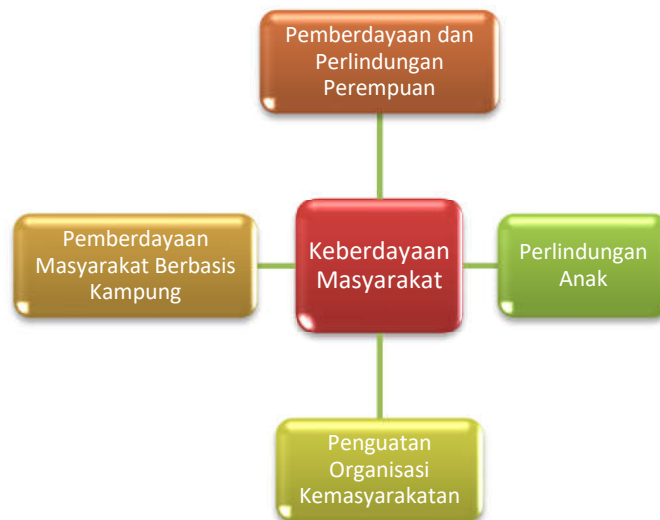 Pemberdayaan dan
Perlindungan
Perempuan
Pemberdayaan
Masyarakat Berbasis
Kampung
Keberdayaan
Masyarakat
Perlindungan
Anak
Penguatan
Organisasi
Kemasyarakatan